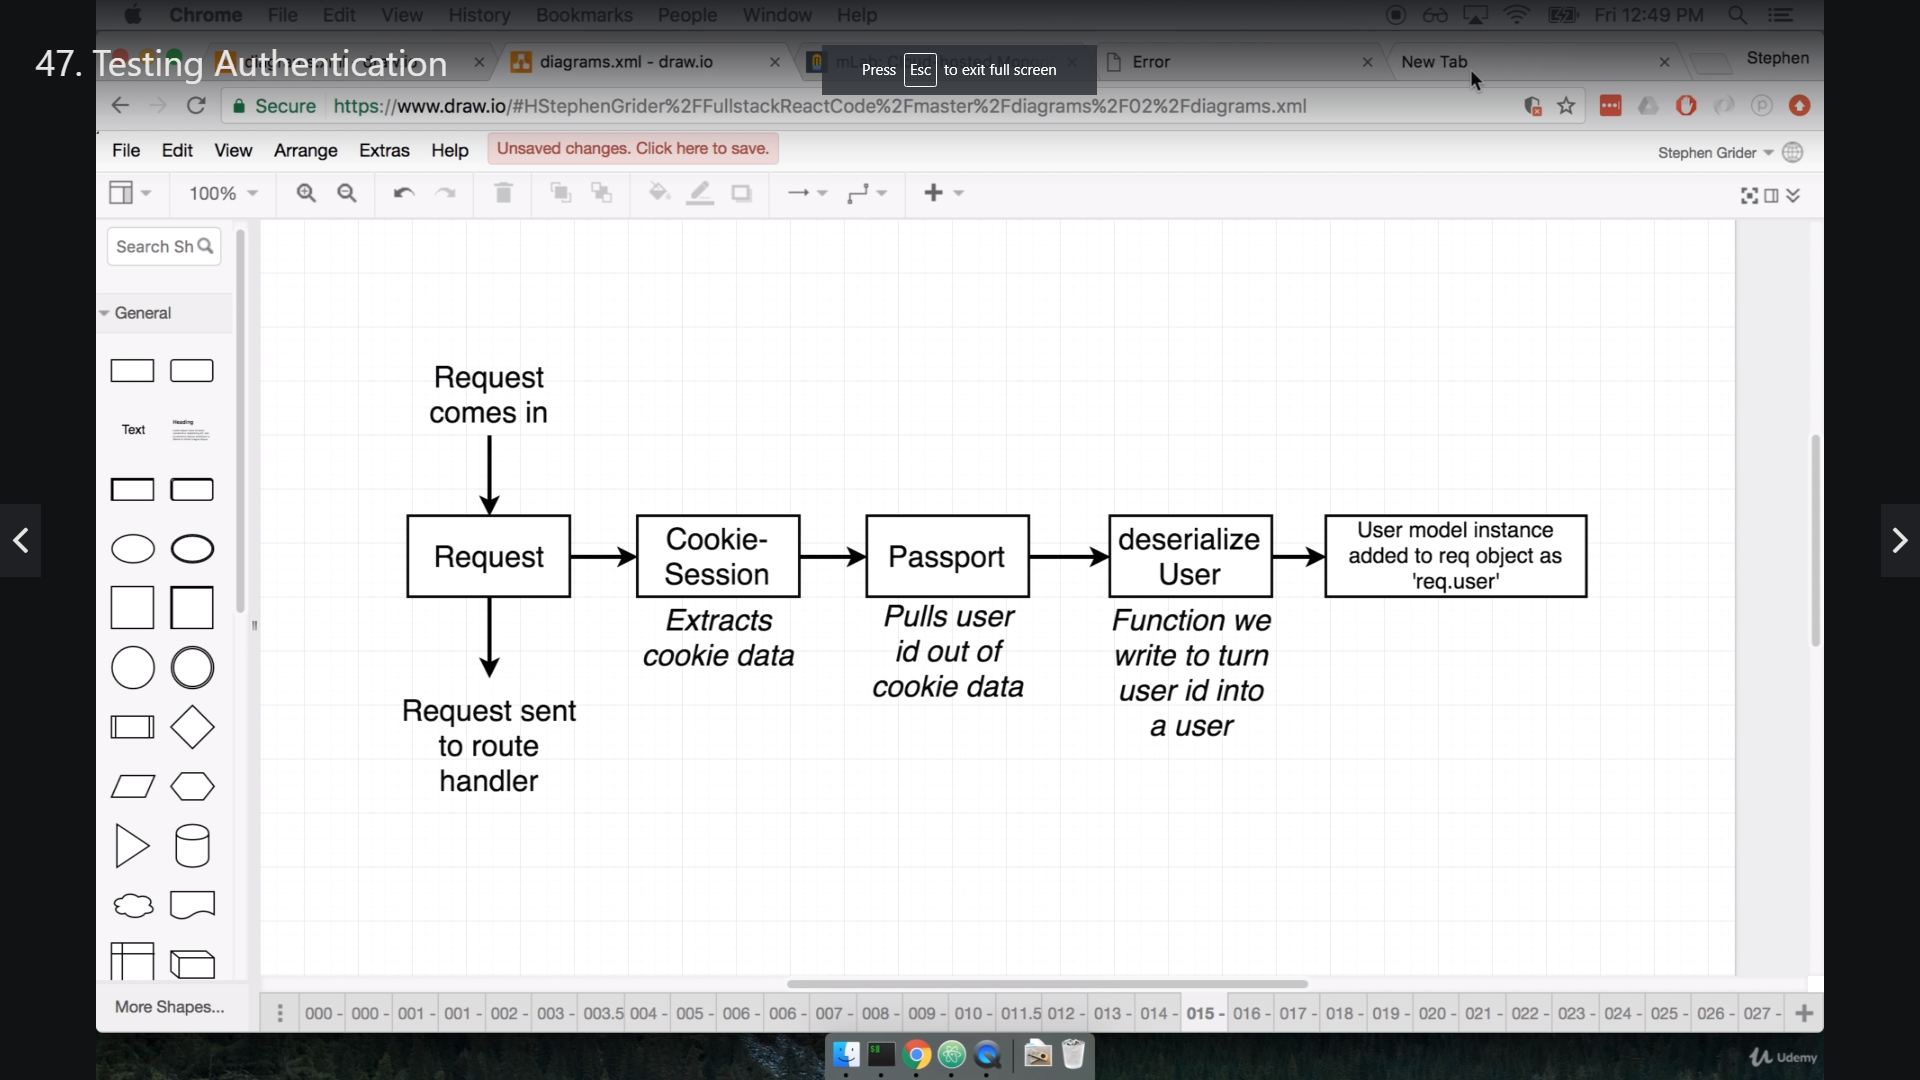 Chrome File Edit View History Bookmarks People Window Help Fri 12:49 PM
47. Testing Authentication
diagrams.xml - draw.io
Press Esc to exit full screen
Error
New Tab
Stephen
Secure https://www.draw.io/#HStephenGrider%2FFullstackReactCode%2Fmaster%2Fdiagrams%2F02%2Fdiagrams.xml
File Edit View Arrange Extras Help Unsaved changes. Click here to save. Stephen Grider
100%
Search Sh
General
Text
Heading
Request
comes in
Request
Cookie-
Session
Passport
deserialize
User
User model instance
added to req object as
'req.user'
Extracts
cookie data
Pulls user
id out of
cookie data
Function we
write to turn
user id into
a user
Request sent
to route
handler
More Shapes...
000 - 000 - 001 - 001 - 002 - 003 - 003.5 004 - 005 - 006 - 006 - 007 - 008 - 009 - 010 - 011.5 012 - 013 - 014 - 015 - 016 - 017 - 018 - 019 - 020 - 021 - 022 - 023 - 024 - 025 - 026 - 027 -
Udemy